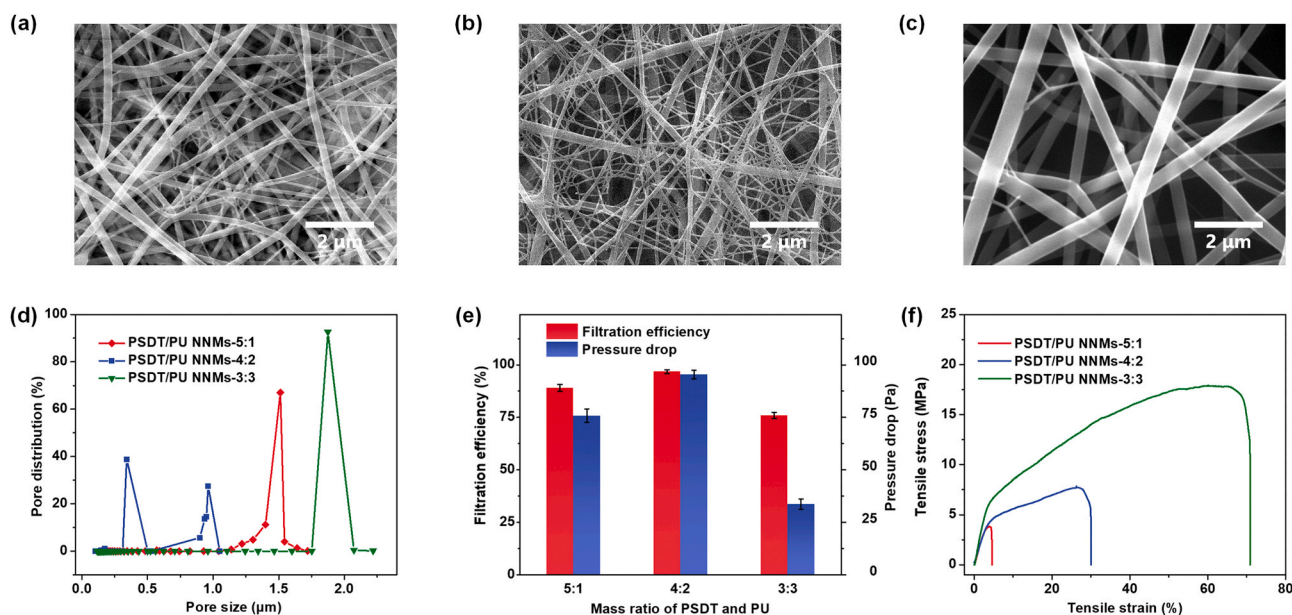 (a)
(b)
(c)
2 μm
2 μm
2 μm
(d)
100
80
60
40
20
0
Pore distribution (%)
PSDT/PU NNMs-5:1
PSDT/PU NNMs-4:2
PSDT/PU NNMs-3:3
0.0
0.5
1.0
1.5
2.0
Pore size (μm)
(e)
Filtration efficiency
Pressure drop
100
75
50
25
0
Filtration efficiency (%)
100
75
50
25
0
Pressure drop (Pa)
5:1
4:2
3:3
Mass ratio of PSDT and PU
(f)
25
20
15
10
5
0
Tensile stress (MPa)
PSDT/PU NNMs-5:1
PSDT/PU NNMs-4:2
PSDT/PU NNMs-3:3
0
20
40
60
80
Tensile strain (%)